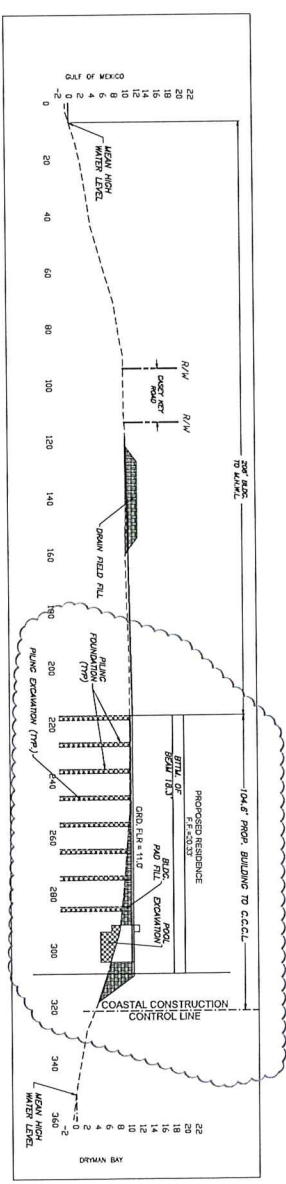 GULF OF MEXICO
22
20
18
16
14
12
10
8
6
4
2
0
-2
MEAN HIGH
WATER LEVEL
208' BLDG.
TO M.H.W.L.
R/W
CASEY KEY
ROAD
R/W
DRAIN FIELD FILL
104.6' PROP. BUILDING TO C.C.C.L
PROPOSED RESIDENCE
F.F.=20.33'
BTTM. OF
BEAM 18.3'
GRD. FLR = 11.0'
PILING
FOUNDATION
(TYP)
PILING EXCAVATION (TYP.)
BLDG.
PAD FILL
POOL
EXCAVATION
COASTAL CONSTRUCTION
CONTROL LINE
MEAN HIGH
WATER LEVEL
22
20
18
16
14
12
10
8
6
4
2
0
-2
DRYMAN BAY
0
20
40
60
80
100
120
140
160
180
200
220
240
260
280
300
320
340
360